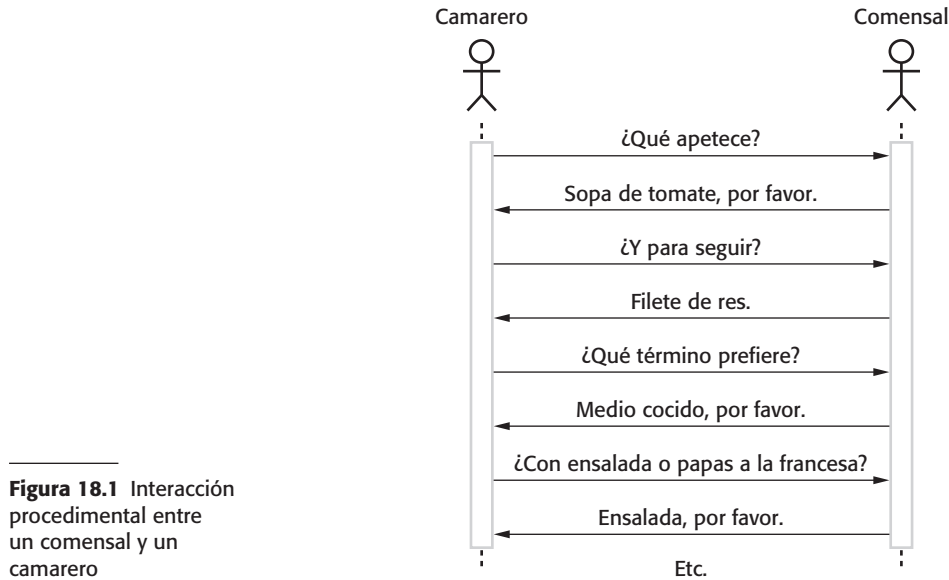 Camarero
Comensal
¿Qué apetece?
Sopa de tomate, por favor.
¿Y para seguir?
Filete de res.
¿Qué término prefiere?
Medio cocido, por favor.
¿Con ensalada o papas a la francesa?
Ensalada, por favor.
Etc.
Figura 18.1 Interacción
procedimental entre
un comensal y un
camarero